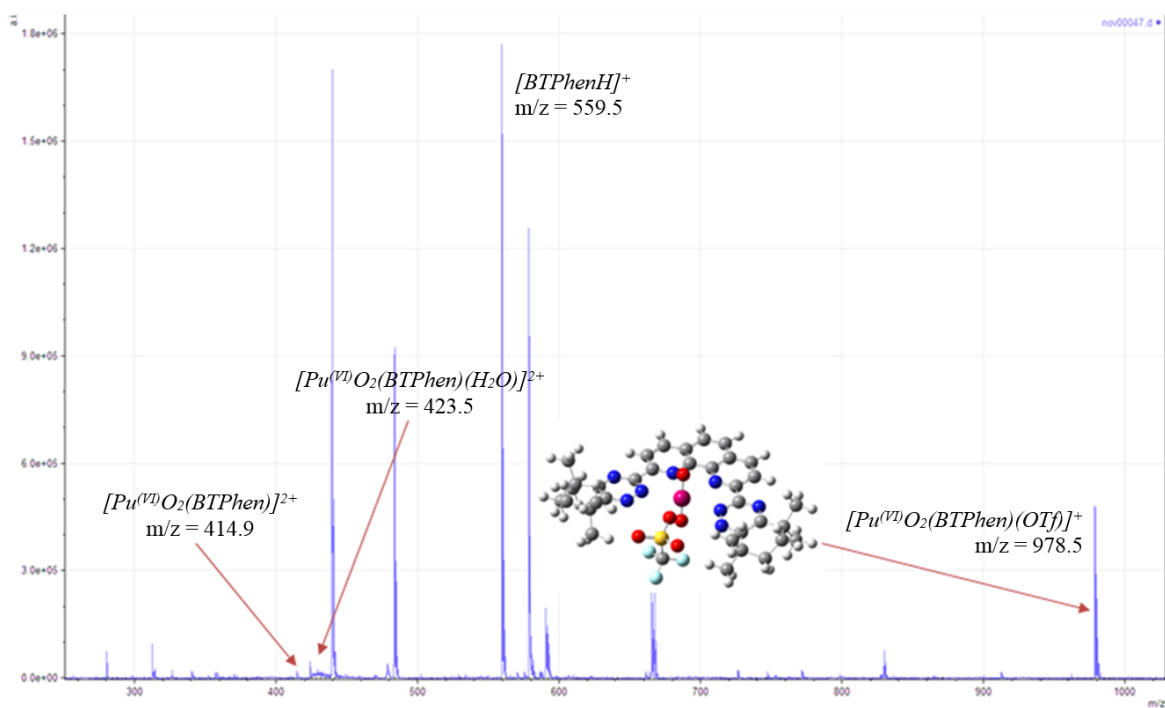 a.i
nov00047.d
1.8e+06
[BTPhenH]⁺
m/z = 559.5
1.5e+06
1.2e+06
9.0e+05
[Pu⁽ⱽᴵ⁾O₂(BTPhen)(H₂O)]²⁺
m/z = 423.5
6.0e+05
[Pu⁽ⱽᴵ⁾O₂(BTPhen)]²⁺
m/z = 414.9
[Pu⁽ⱽᴵ⁾O₂(BTPhen)(OTf)]⁺
m/z = 978.5
3.0e+05
0.0e+00
300 400 500 600 700 800 900 1000
m/z